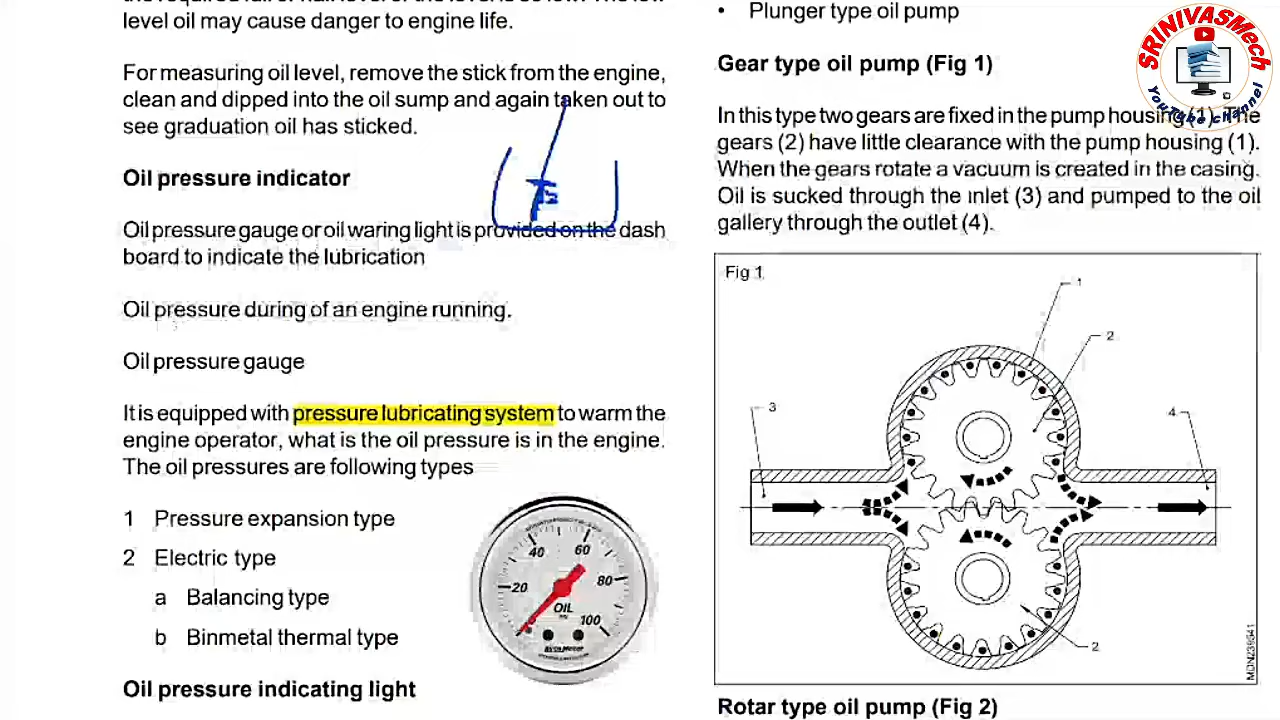 level oil may cause danger to engine life.
For measuring oil level, remove the stick from the engine,
clean and dipped into the oil sump and again taken out to
see graduation oil has sticked.
Oil pressure indicator
Oil pressure gauge or oil waring light is provided on the dash
board to indicate the lubrication
Oil pressure during of an engine running.
Oil pressure gauge
It is equipped with pressure lubricating system to warm the
engine operator, what is the oil pressure is in the engine.
The oil pressures are following types
1 Pressure expansion type
2 Electric type
a Balancing type
b Binmetal thermal type
20
40
60
80
100
OIL
Oil pressure indicating light
• Plunger type oil pump
Gear type oil pump (Fig 1)
In this type two gears are fixed in the pump housing (1). The
gears (2) have little clearance with the pump housing (1).
When the gears rotate a vacuum is created in the casing.
Oil is sucked through the inlet (3) and pumped to the oil
gallery through the outlet (4).
Fig 1
1
2
3
4
2
MDN238541
Rotar type oil pump (Fig 2)
SRINIVASMech
YouTube channel